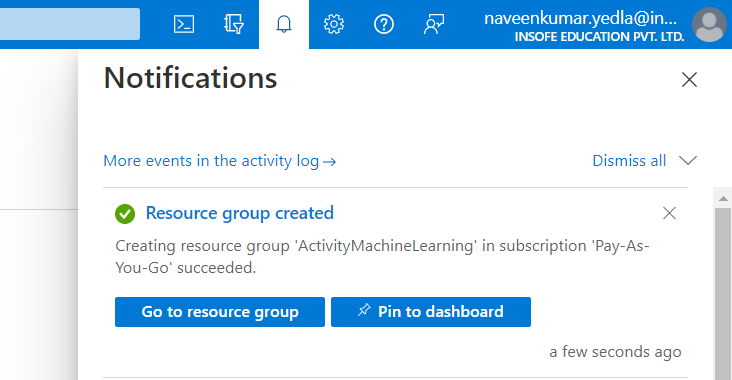 naveenkumar.yedla@in...
INSOFE EDUCATION PVT. LTD.
Notifications
More events in the activity log→
Dismiss all
Resource group created
Creating resource group 'ActivityMachineLearning' in subscription 'Pay-As-
You-Go' succeeded.
Go to resource group
Pin to dashboard
a few seconds ago